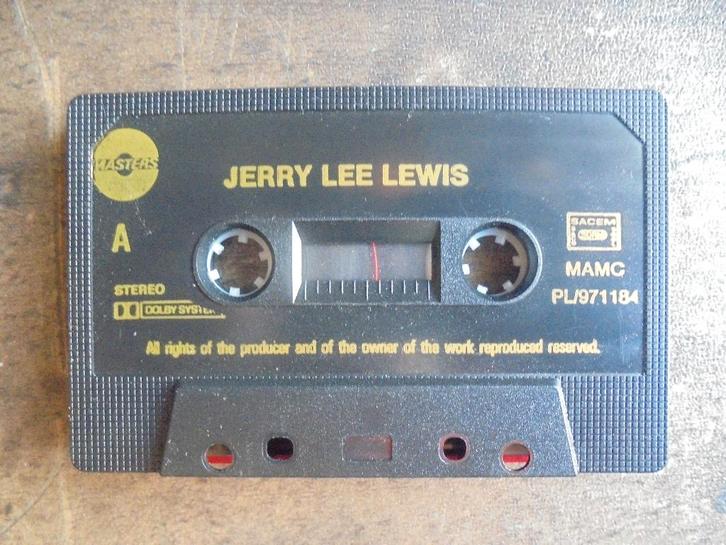 MASTERS
JERRY LEE LEWIS
A
SACEM
MAMC
STEREO
PL/971184
DOLBY SYSTEM
All rights of the producer and of the owner of the work reproduced reserved.